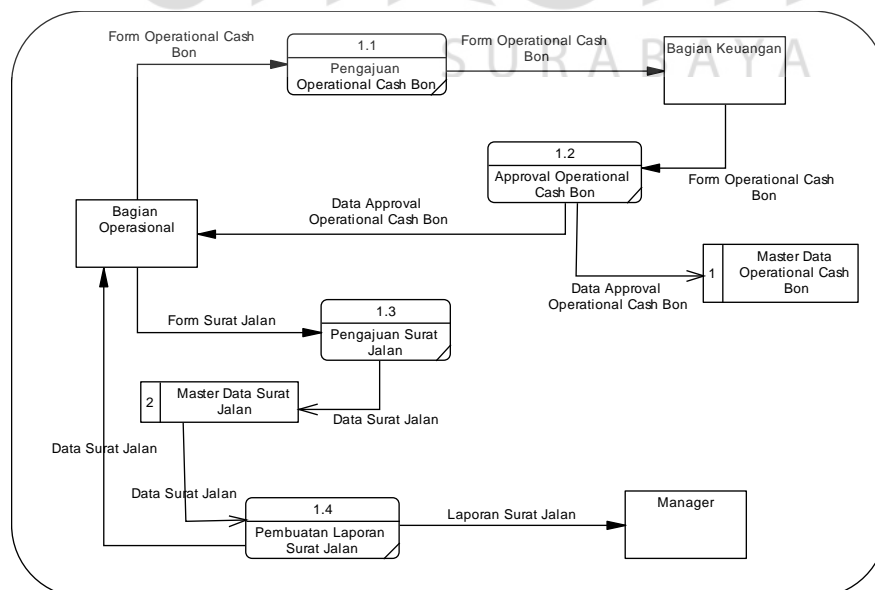 Form Operational Cash
Bon
1.1
Pengajuan
Operational Cash Bon
Form Operational Cash
Bon
Bagian Keuangan
SURABAYA
1.2
Approval Operational
Cash Bon
Form Operational Cash
Bon
Data Approval
Operational Cash Bon
Bagian
Operasional
1
Master Data
Operational Cash
Bon
Data Approval
Operational Cash Bon
Form Surat Jalan
1.3
Pengajuan Surat
Jalan
2
Master Data Surat
Jalan
Data Surat Jalan
Data Surat Jalan
Data Surat Jalan
1.4
Pembuatan Laporan
Surat Jalan
Laporan Surat Jalan
Manager